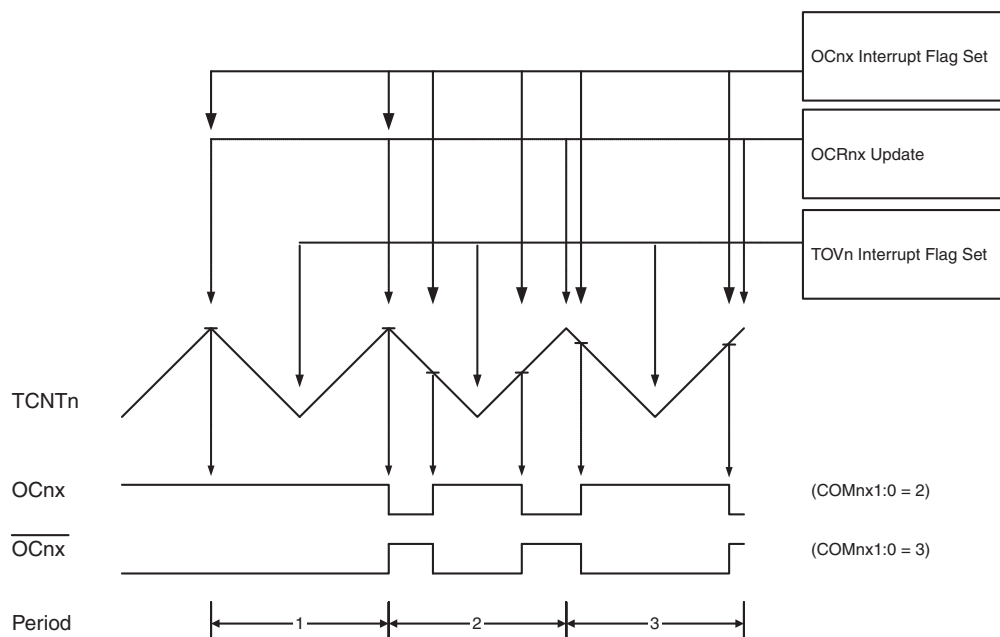 OCnx Interrupt Flag Set
OCRnx Update
TOVn Interrupt Flag Set
TCNTn
OCnx
(COMnx1:0 = 2)
OCnx
(COMnx1:0 = 3)
Period
1
2
3